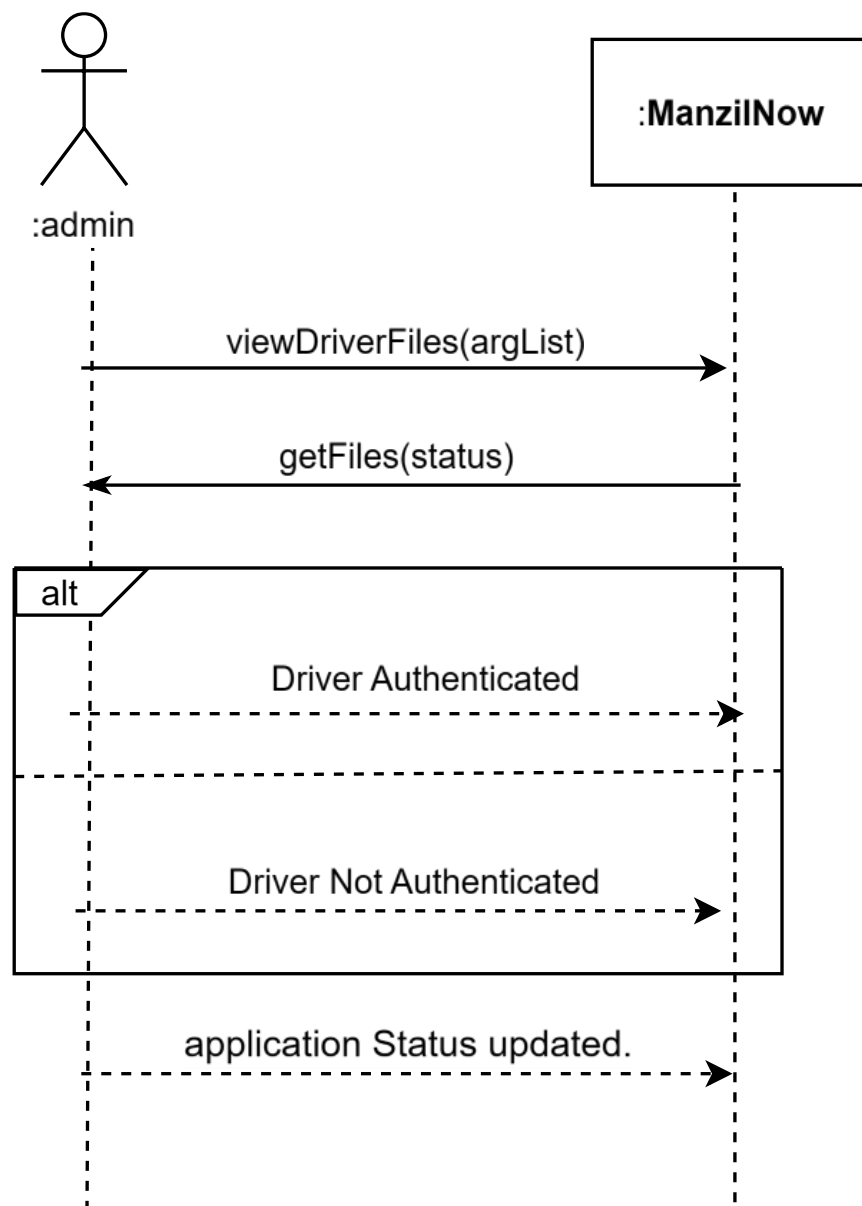 :ManzilNow
:admin
viewDriverFiles(argList)
getFiles(status)
alt
Driver Authenticated
Driver Not Authenticated
application Status updated.